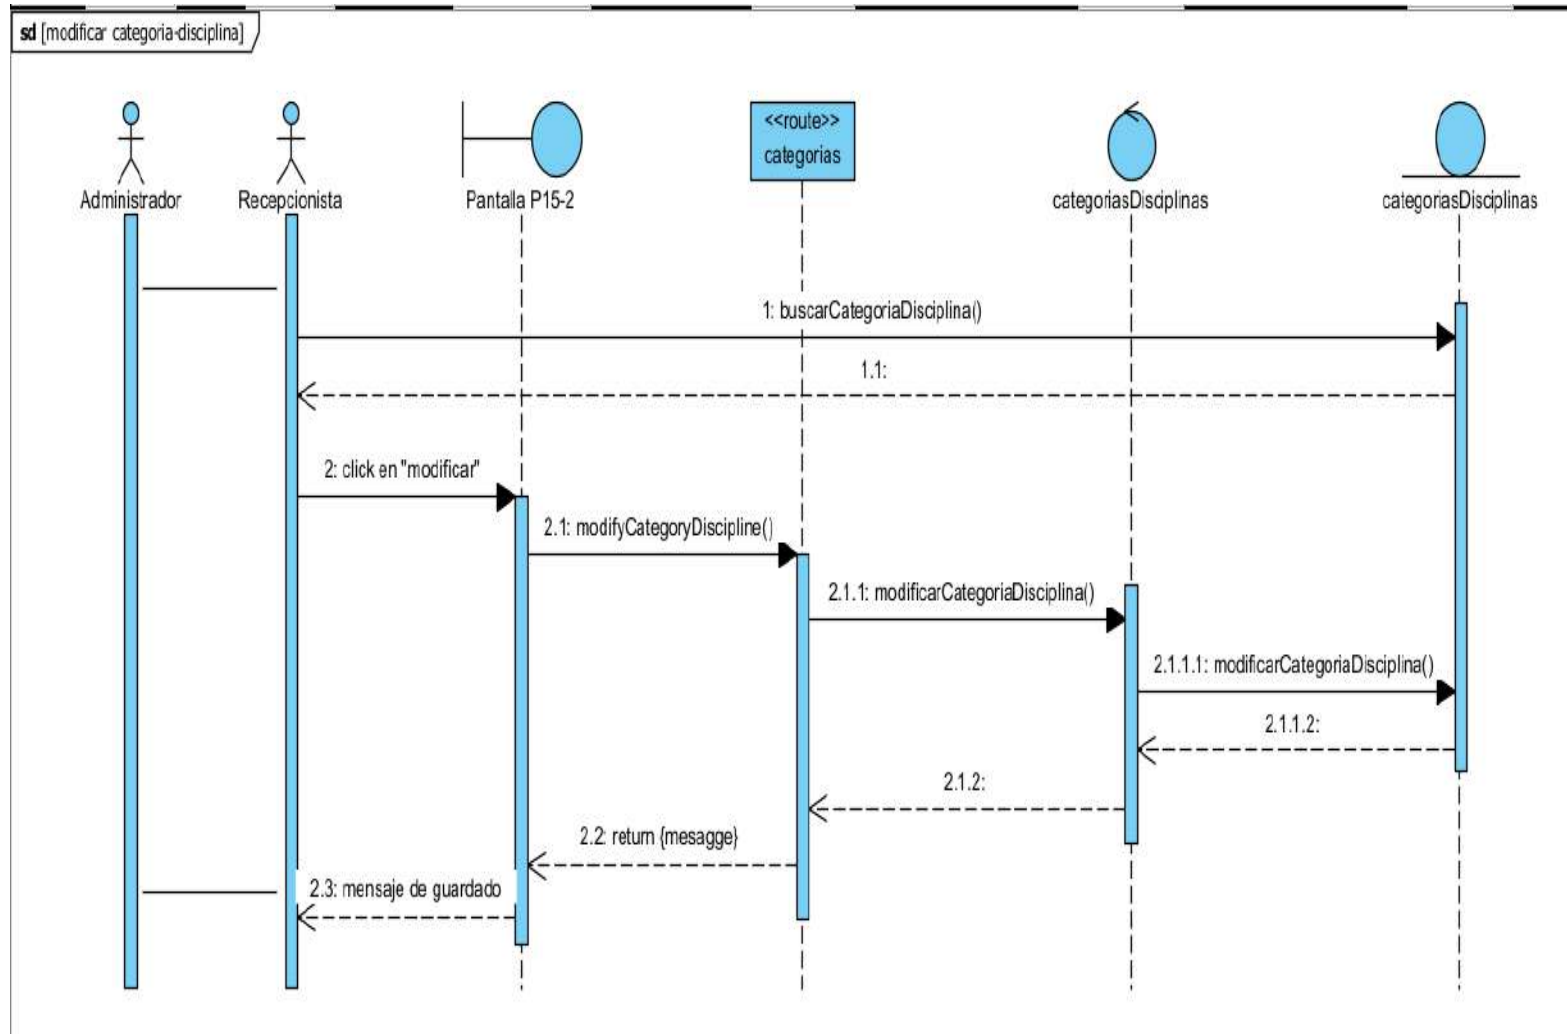 sd [modificar categoria-disciplina]
<<route>>
categorias
Administrador
Recepcionista
Pantalla P15-2
categoriasDisciplinas
categoriasDisciplinas
1: buscarCategoriaDisciplina()
1.1:
2: click en "modificar"
2.1: modifyCategoryDiscipline()
2.1.1: modificarCategoriaDisciplina()
2.1.1.1: modificarCategoriaDisciplina()
2.1.1.2:
2.1.2:
2.2: return {mesagge}
2.3: mensaje de guardado